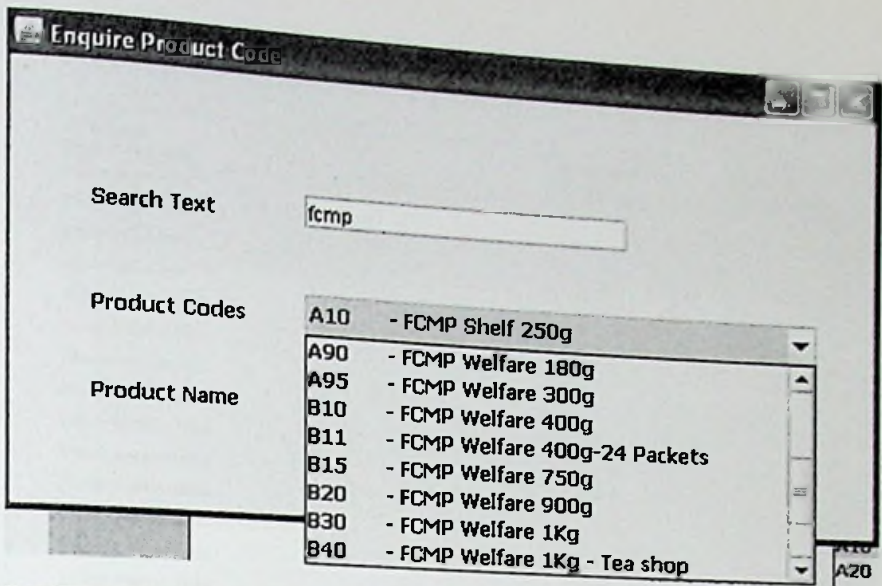 Enquire Product Code
Search Text
fcmp
Product Codes
A10 - FCMP Shelf 250g
A90 - FCMP Welfare 180g
A95 - FCMP Welfare 300g
Product Name
B10 - FCMP Welfare 400g
B11 - FCMP Welfare 400g-24 Packets
B15 - FCMP Welfare 750g
B20 - FCMP Welfare 900g
B30 - FCMP Welfare 1Kg
B40 - FCMP Welfare 1Kg - Tea shop
A10
A20